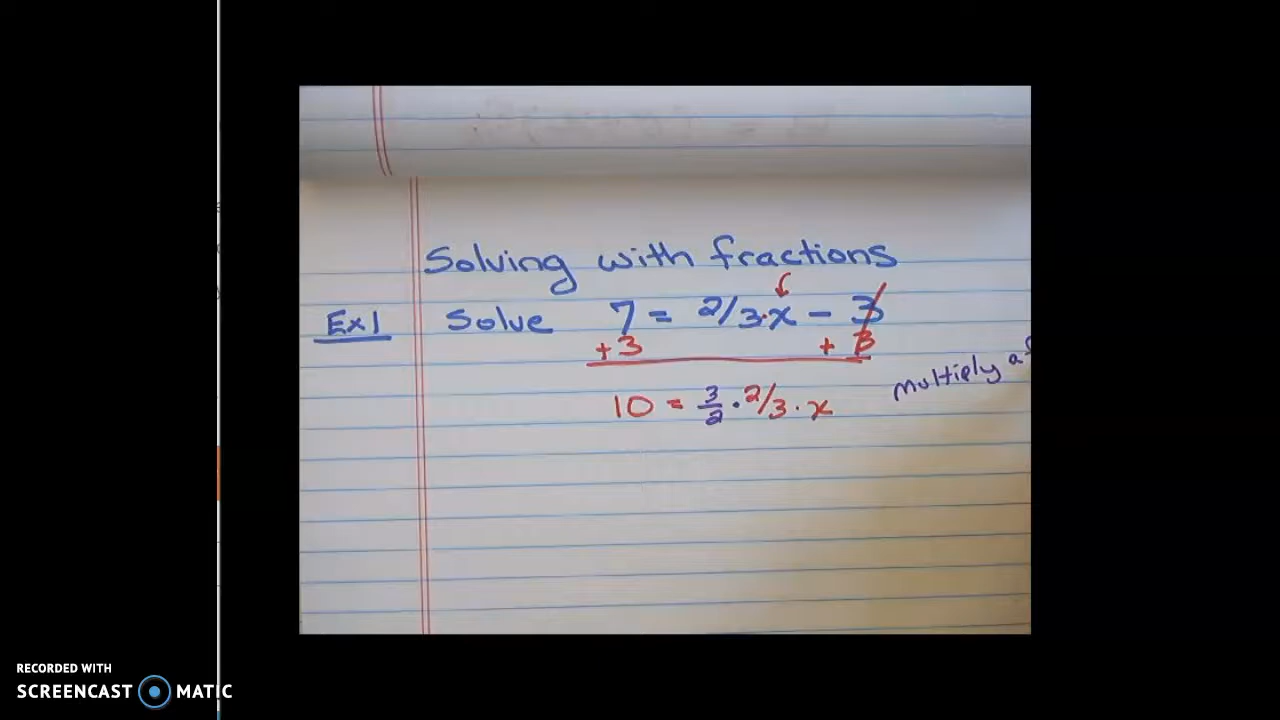 Solving with fractions
Ex1 Solve 7 = 2/3·x - 3
+3 + 3
multiply
10 = 3/2 · 2/3 · x
RECORDED WITH
SCREENCAST MATIC